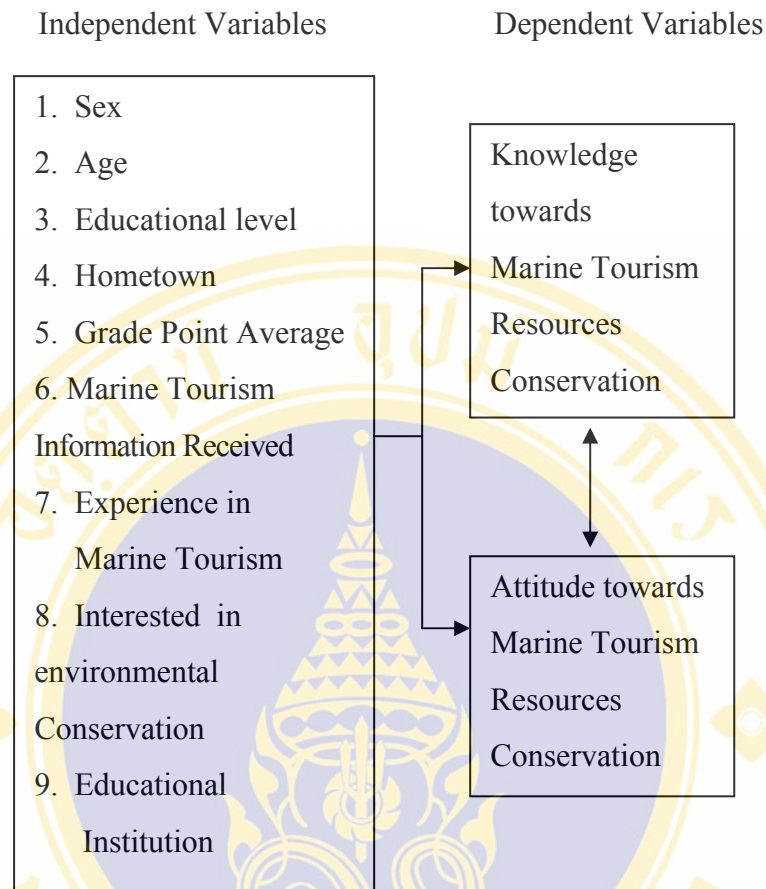 Independent Variables
Dependent Variables
1. Sex
2. Age
3. Educational level
4. Hometown
5. Grade Point Average
6. Marine Tourism
Information Received
7. Experience in
Marine Tourism
8. Interested in
environmental
Conservation
9. Educational
Institution
Knowledge
towards
Marine Tourism
Resources
Conservation
Attitude towards
Marine Tourism
Resources
Conservation